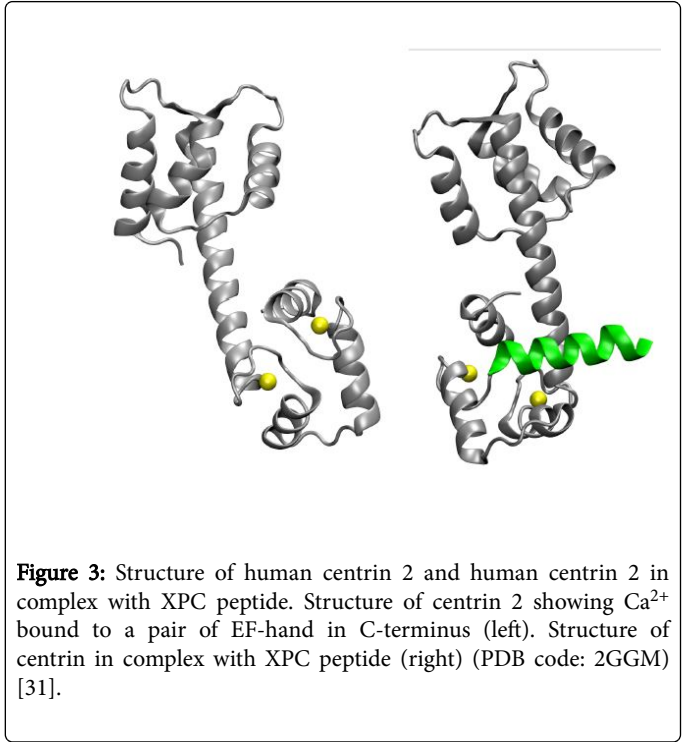 Figure 3: Structure of human centrin 2 and human centrin 2 in
complex with XPC peptide. Structure of centrin 2 showing Ca²⁺
bound to a pair of EF-hand in C-terminus (left). Structure of
centrin in complex with XPC peptide (right) (PDB code: 2GGM)
[31].